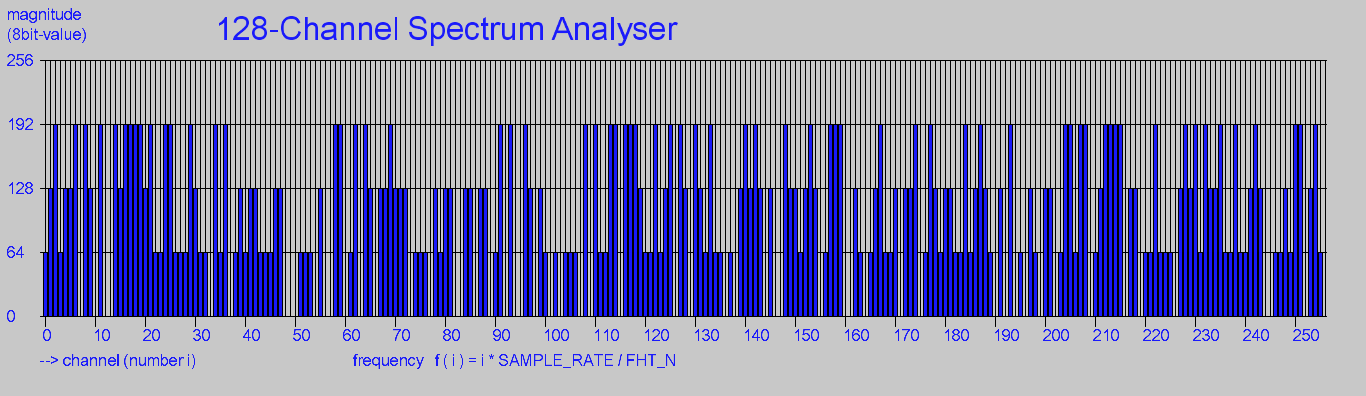 magnitude
(8bit-value)
128-Channel Spectrum Analyser
256
192
128
64
0
0 10 20 30 40 50 60 70 80 90 100 110 120 130 140 150 160 170 180 190 200 210 220 230 240 250
--> channel (number i)
frequency f ( i ) = i * SAMPLE_RATE / FHT_N